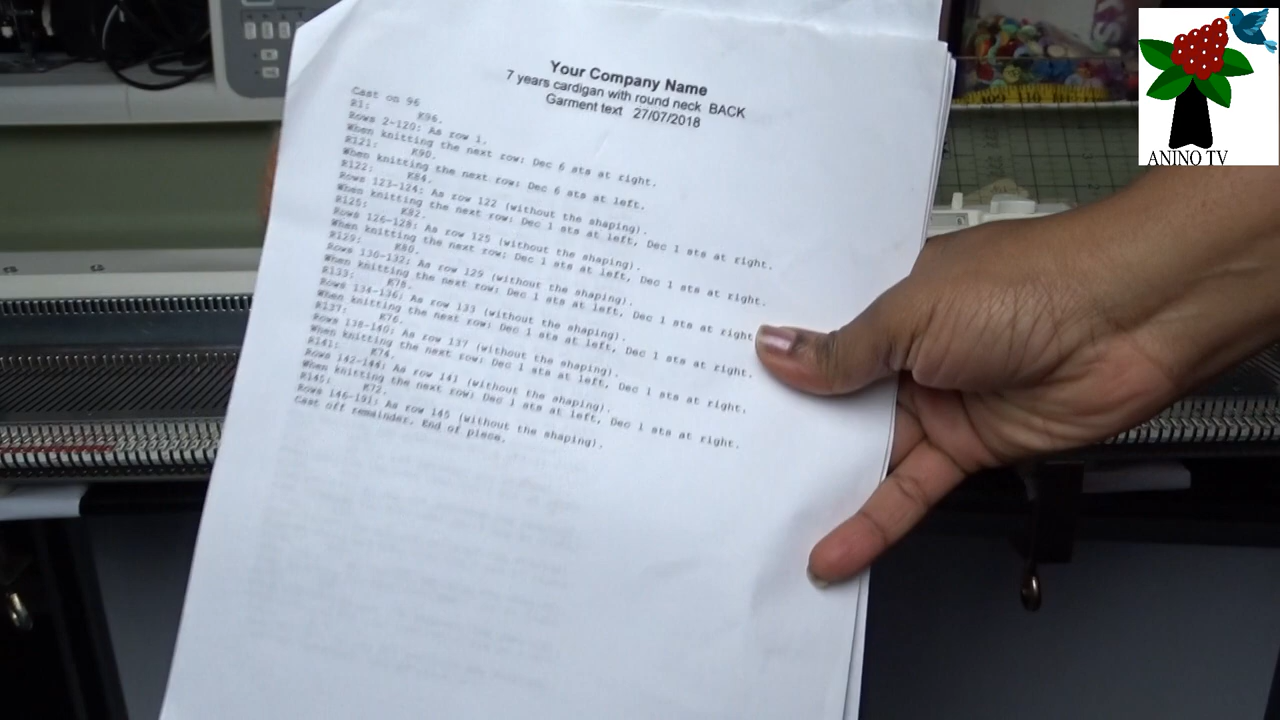 Your Company Name
7 years cardigan with round neck BACK
Garment text 27/07/2018
Cast on 96
R1: K96.
Rows 2-120: As row 1.
When knitting the next row: Dec 6 sts at right.
R121: K90.
When knitting the next row: Dec 6 sts at left.
R122: K84.
Rows 123-124: As row 122 (without the shaping).
When knitting the next row: Dec 1 sts at left, Dec 1 sts at right.
R125: K82.
Rows 126-128: As row 125 (without the shaping).
When knitting the next row: Dec 1 sts at left, Dec 1 sts at right.
R129: K80.
Rows 130-132: As row 129 (without the shaping).
When knitting the next row: Dec 1 sts at left, Dec 1 sts at right
R133: K78.
Rows 134-136: As row 133 (without the shaping).
When knitting the next row: Dec 1 sts at left, Dec 1 sts at right.
R137: K76.
Rows 138-140: As row 137 (without the shaping).
When knitting the next row: Dec 1 sts at left, Dec 1 sts at right.
R141: K74.
Rows 142-144: As row 141 (without the shaping).
When knitting the next row: Dec 1 sts at left, Dec 1 sts at right.
R145: K72.
Rows 146-191: As row 145 (without the shaping).
Cast off remainder. End of piece.
ANINO TV